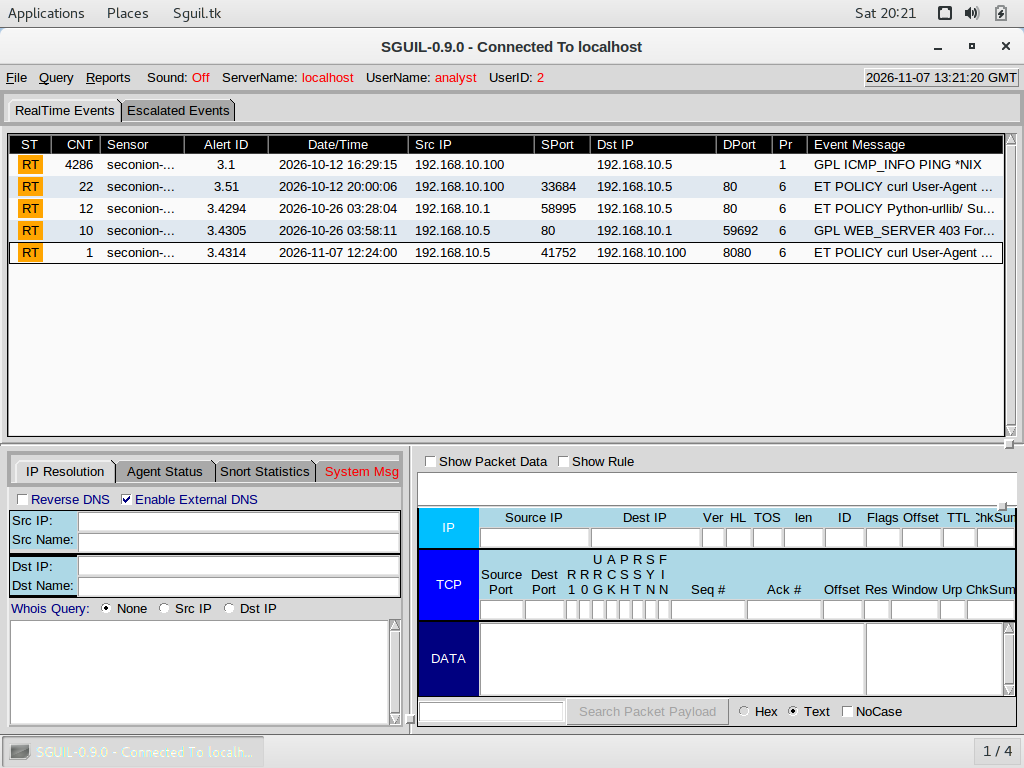 Applications Places Sguil.tk Sat 20:21
SGUIL-0.9.0 - Connected To localhost
File Query Reports Sound: Off ServerName: localhost UserName: analyst UserID: 2 2026-11-07 13:21:20 GMT
RealTime Events Escalated Events
ST CNT Sensor Alert ID Date/Time Src IP SPort Dst IP DPort Pr Event Message
RT 4286 seconion-... 3.1 2026-10-12 16:29:15 192.168.10.100 192.168.10.5 1 GPL ICMP_INFO PING *NIX
RT 22 seconion-... 3.51 2026-10-12 20:00:06 192.168.10.100 33684 192.168.10.5 80 6 ET POLICY curl User-Agent ...
RT 12 seconion-... 3.4294 2026-10-26 03:28:04 192.168.10.1 58995 192.168.10.5 80 6 ET POLICY Python-urllib/ Su...
RT 10 seconion-... 3.4305 2026-10-26 03:58:11 192.168.10.5 80 192.168.10.1 59692 6 GPL WEB_SERVER 403 For...
RT 1 seconion-... 3.4314 2026-11-07 12:24:00 192.168.10.5 41752 192.168.10.100 8080 6 ET POLICY curl User-Agent ...
IP Resolution Agent Status Snort Statistics System Msg
Reverse DNS Enable External DNS
Src IP:
Src Name:
Dst IP:
Dst Name:
Whois Query: None Src IP Dst IP
Show Packet Data Show Rule
IP Source IP Dest IP Ver HL TOS len ID Flags Offset TTL ChkSum
TCP
U A P R S F
Source Dest R R R C S S Y I
Port Port 1 0 G K H T N N Seq # Ack # Offset Res Window Urp ChkSum
DATA
Search Packet Payload Hex Text NoCase
SGUIL-0.9.0 - Connected To localh... 1 / 4